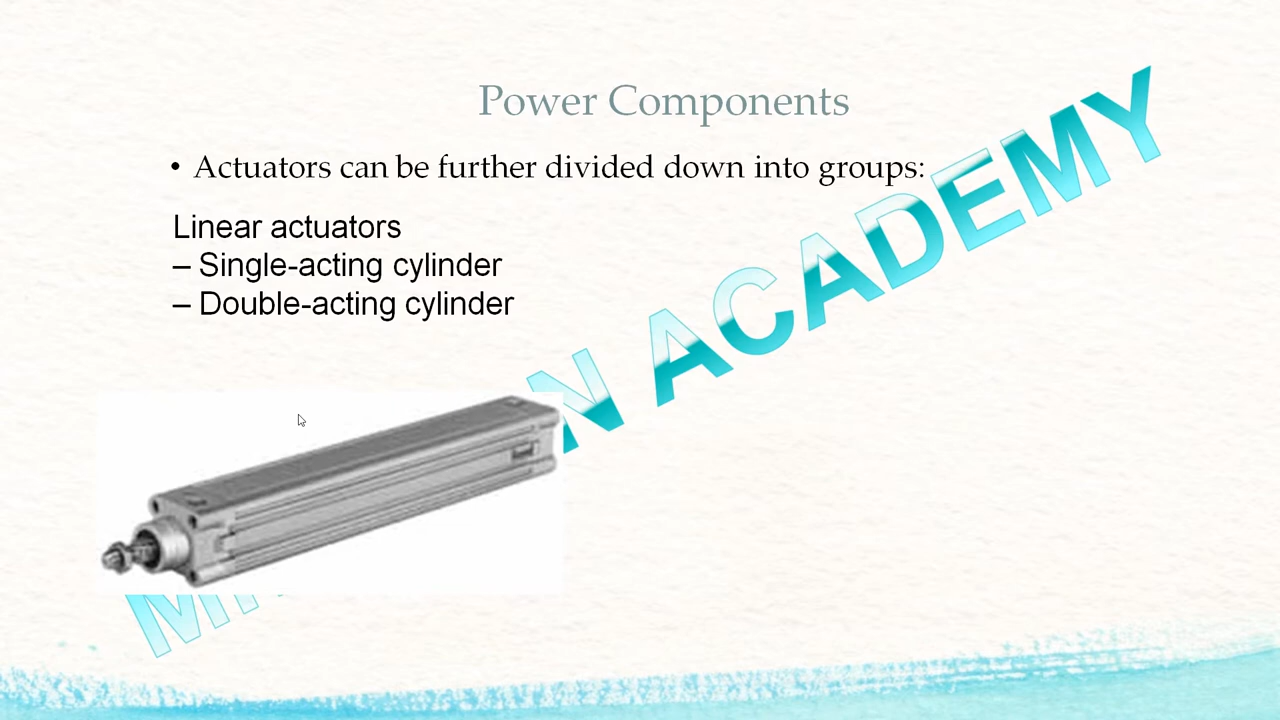 Power Components
• Actuators can be further divided down into groups:
Linear actuators
– Single-acting cylinder
– Double-acting cylinder
ACADEMY